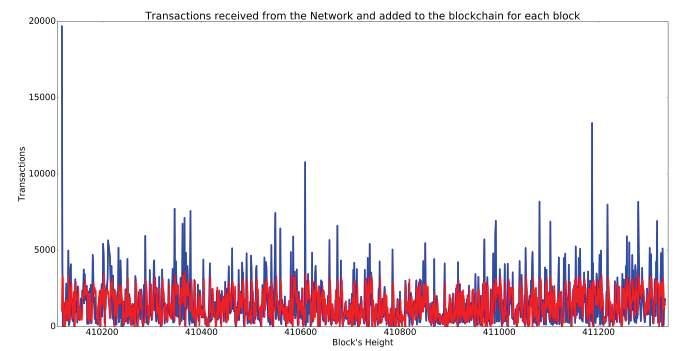 Transactions received from the Network and added to the blockchain for each block
20000
15000
10000
5000
0
Transactions
410200 410400 410600 410800 411000 411200
Block's Height